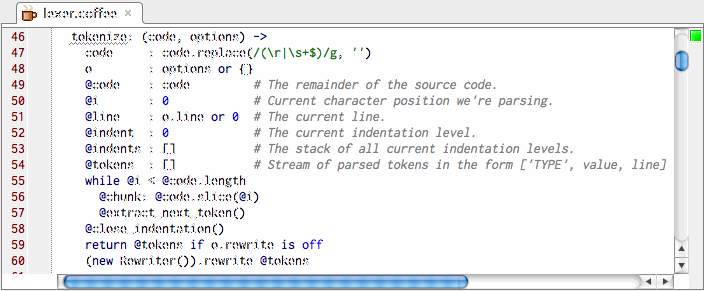 lexer.coffee ×
46 tokenize: (code, options) ->
47 code : code.replace(/(\r|\s+$)/g, '')
48 o : options or {}
49 @code : code # The remainder of the source code.
50 @i : 0 # Current character position we're parsing.
51 @line : o.line or 0 # The current line.
52 @indent : 0 # The current indentation level.
53 @indents : [] # The stack of all current indentation levels.
54 @tokens : [] # Stream of parsed tokens in the form ['TYPE', value, line]
55 while @i < @code.length
56 @chunk: @code.slice(@i)
57 @extract_next_token()
58 @close_indentation()
59 return @tokens if o.rewrite is off
60 (new Rewriter()).rewrite @tokens